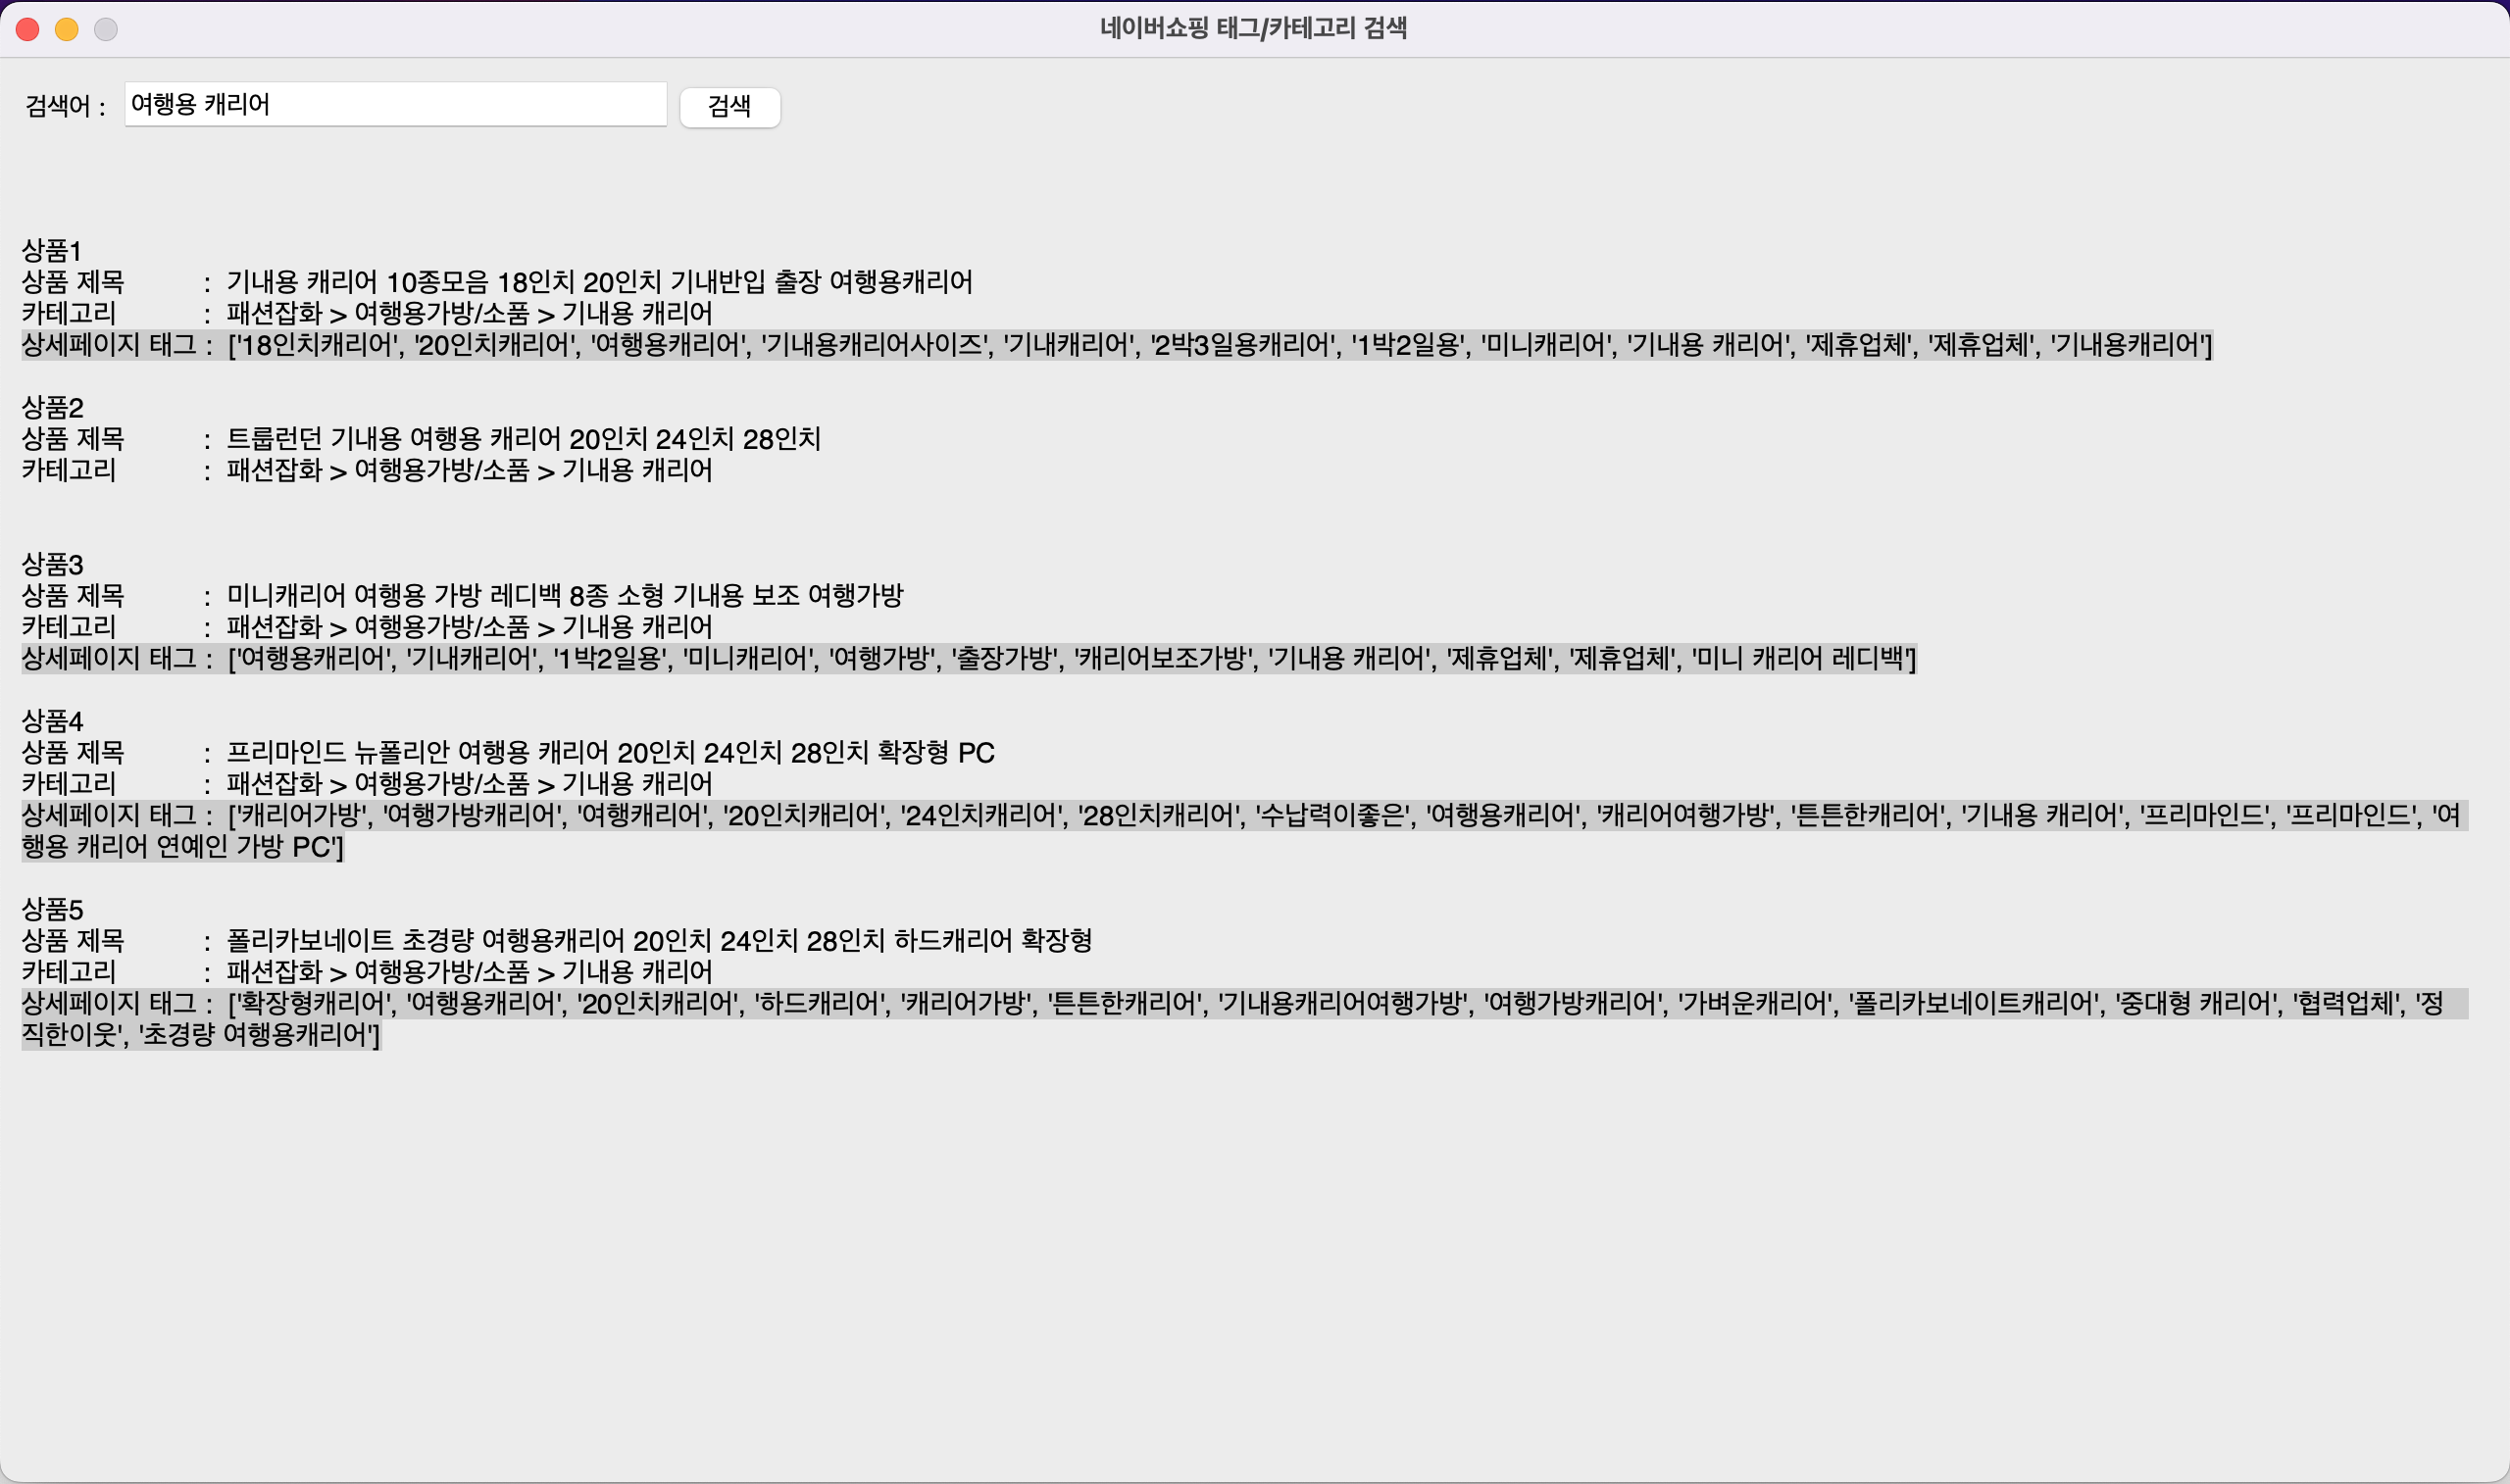 네이버쇼핑 태그/카테고리 검색
검색어 : 여행용 캐리어 검색
상품1
상품 제목 : 기내용 캐리어 10종모음 18인치 20인치 기내반입 출장 여행용캐리어
카테고리 : 패션잡화 > 여행용가방/소품 > 기내용 캐리어
상세페이지 태그 : ['18인치캐리어', '20인치캐리어', '여행용캐리어', '기내용캐리어사이즈', '기내캐리어', '2박3일용캐리어', '1박2일용', '미니캐리어', '기내용 캐리어', '제휴업체', '제휴업체', '기내용캐리어']
상품2
상품 제목 : 트룹런던 기내용 여행용 캐리어 20인치 24인치 28인치
카테고리 : 패션잡화 > 여행용가방/소품 > 기내용 캐리어
상품3
상품 제목 : 미니캐리어 여행용 가방 레디백 8종 소형 기내용 보조 여행가방
카테고리 : 패션잡화 > 여행용가방/소품 > 기내용 캐리어
상세페이지 태그 : ['여행용캐리어', '기내캐리어', '1박2일용', '미니캐리어', '여행가방', '출장가방', '캐리어보조가방', '기내용 캐리어', '제휴업체', '제휴업체', '미니 캐리어 레디백']
상품4
상품 제목 : 프리마인드 뉴폴리안 여행용 캐리어 20인치 24인치 28인치 확장형 PC
카테고리 : 패션잡화 > 여행용가방/소품 > 기내용 캐리어
상세페이지 태그 : ['캐리어가방', '여행가방캐리어', '여행캐리어', '20인치캐리어', '24인치캐리어', '28인치캐리어', '수납력이좋은', '여행용캐리어', '캐리어여행가방', '튼튼한캐리어', '기내용 캐리어', '프리마인드', '프리마인드', '여
행용 캐리어 연예인 가방 PC']
상품5
상품 제목 : 폴리카보네이트 초경량 여행용캐리어 20인치 24인치 28인치 하드캐리어 확장형
카테고리 : 패션잡화 > 여행용가방/소품 > 기내용 캐리어
상세페이지 태그 : ['확장형캐리어', '여행용캐리어', '20인치캐리어', '하드캐리어', '캐리어가방', '튼튼한캐리어', '기내용캐리어여행가방', '여행가방캐리어', '가벼운캐리어', '폴리카보네이트캐리어', '중대형 캐리어', '협력업체', '정
직한이웃', '초경량 여행용캐리어']